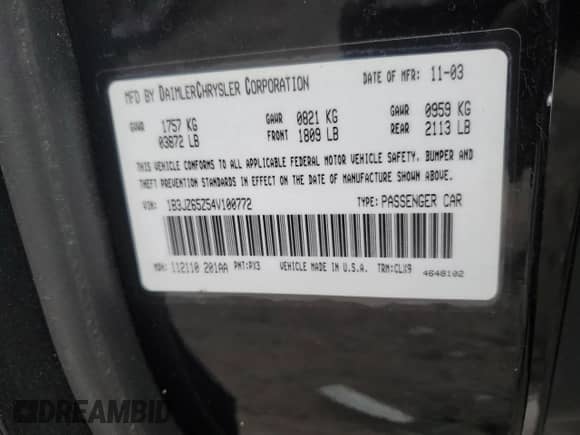 MFD BY DAIMLERCHRYSLER CORPORATION DATE OF MFR: 11-03
GVWR 1757 KG GAWR 0821 KG GAWR 0959 KG
03872 LB FRONT 1809 LB REAR 2113 LB
THIS VEHICLE CONFORMS TO ALL APPLICABLE FEDERAL MOTOR VEHICLE SAFETY, BUMPER AND
THEFT PREVENTION STANDARDS IN EFFECT ON THE DATE OF MANUFACTURE SHOWN ABOVE.
VIN: 1B3JZ65Z54V100772 TYPE: PASSENGER CAR
MDH: 112110 201AA PNT: PX3 VEHICLE MADE IN U.S.A. TRM: CLX9 4648102
DREAMBID